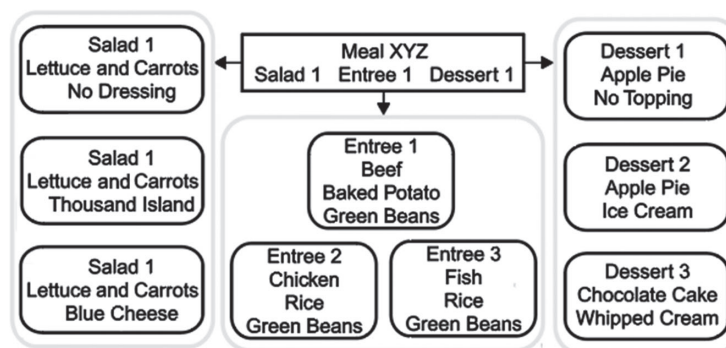 Meal XYZ
Salad 1 Entree 1 Dessert 1
Salad 1
Lettuce and Carrots
No Dressing
Salad 1
Lettuce and Carrots
Thousand Island
Salad 1
Lettuce and Carrots
Blue Cheese
Entree 1
Beef
Baked Potato
Green Beans
Entree 2
Chicken
Rice
Green Beans
Entree 3
Fish
Rice
Green Beans
Dessert 1
Apple Pie
No Topping
Dessert 2
Apple Pie
Ice Cream
Dessert 3
Chocolate Cake
Whipped Cream